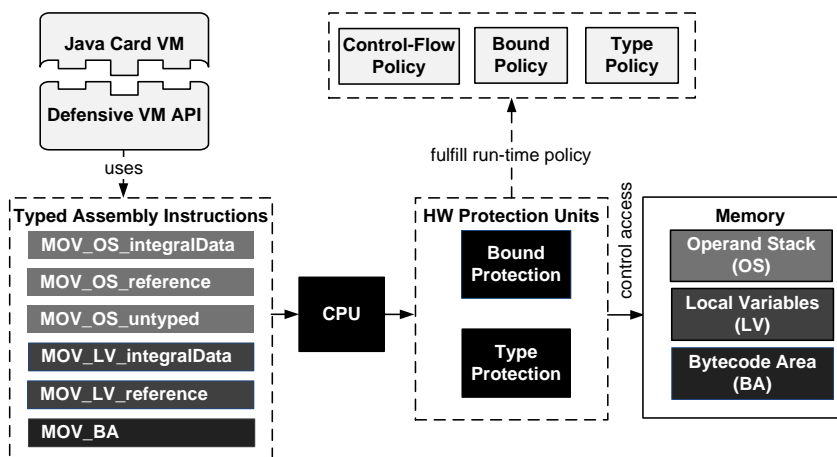 Java Card VM
Defensive VM API
uses
Control-Flow
Policy
Bound
Policy
Type
Policy
fulfill run-time policy
Typed Assembly Instructions
MOV_OS_integralData
MOV_OS_reference
MOV_OS_untyped
MOV_LV_integralData
MOV_LV_reference
MOV_BA
CPU
HW Protection Units
Bound
Protection
Type
Protection
control access
Memory
Operand Stack
(OS)
Local Variables
(LV)
Bytecode Area
(BA)